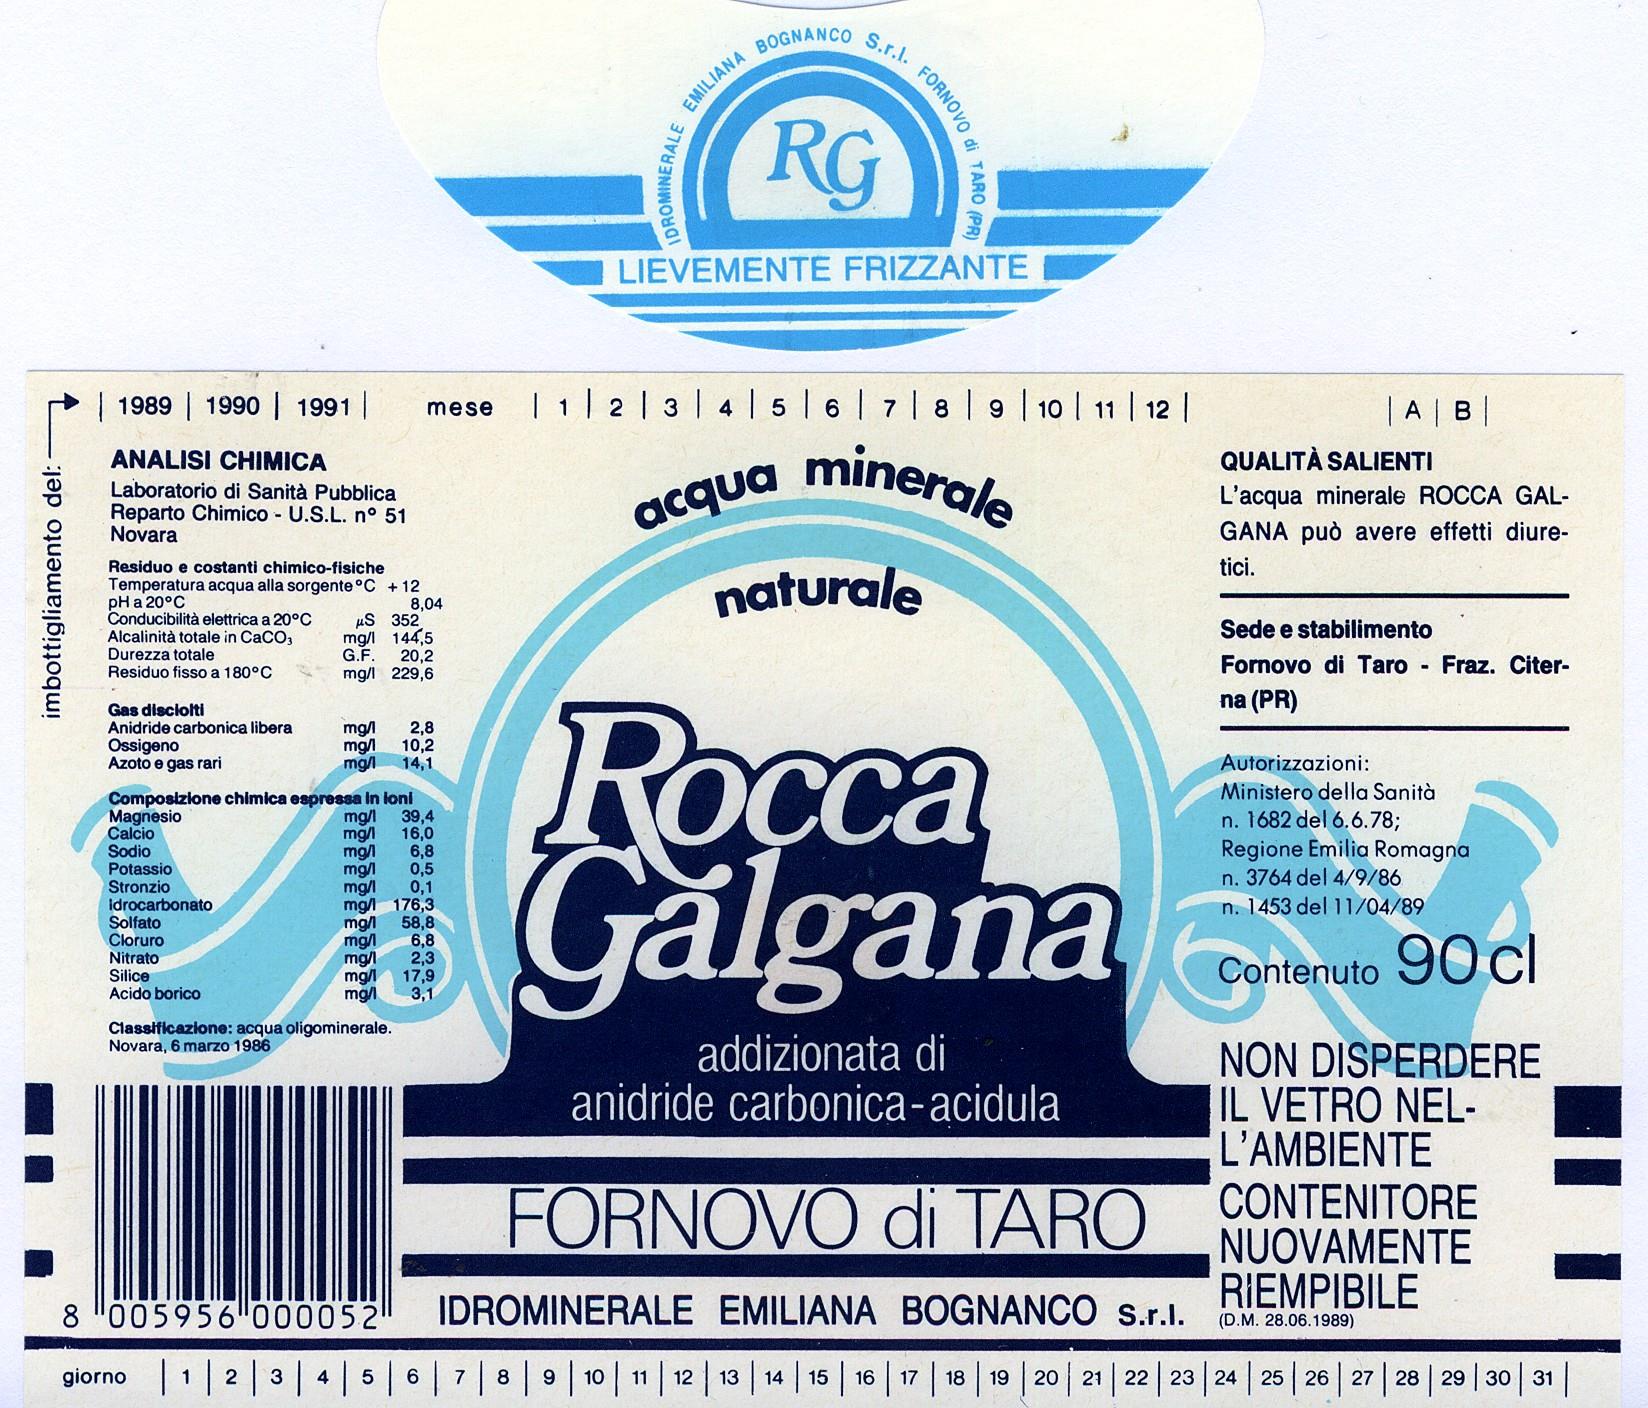 IDROMINERALE EMILIANA BOGNANCO S.r.l. FORNOVO di TARO (PR)
RG
LIEVEMENTE FRIZZANTE
imbottigliamento del:
1989 | 1990 | 1991 | mese | 1 | 2 | 3 | 4 | 5 | 6 | 7 | 8 | 9 | 10 | 11 | 12 | | A | B |
ANALISI CHIMICA
Laboratorio di Sanità Pubblica
Reparto Chimico - U.S.L. n° 51
Novara
Residuo e costanti chimico-fisiche
Temperatura acqua alla sorgente °C + 12
pH a 20°C 8,04
Conducibilità elettrica a 20°C µS 352
Alcalinità totale in CaCO₃ mg/l 144,5
Durezza totale G.F. 20,2
Residuo fisso a 180°C mg/l 229,6
Gas disciolti
Anidride carbonica libera mg/l 2,8
Ossigeno mg/l 10,2
Azoto e gas rari mg/l 14,1
Composizione chimica espressa in ioni
Magnesio mg/l 39,4
Calcio mg/l 16,0
Sodio mg/l 6,8
Potassio mg/l 0,5
Stronzio mg/l 0,1
Idrocarbonato mg/l 176,3
Solfato mg/l 58,8
Cloruro mg/l 6,8
Nitrato mg/l 2,3
Silice mg/l 17,9
Acido borico mg/l 3,1
Classificazione: acqua oligominerale.
Novara, 6 marzo 1986
8 005956 000052
acqua minerale
naturale
Rocca
Galgana
addizionata di
anidride carbonica-acidula
FORNOVO di TARO
IDROMINERALE EMILIANA BOGNANCO S.r.l.
QUALITÀ SALIENTI
L'acqua minerale ROCCA GAL-
GANA può avere effetti diure-
tici.
Sede e stabilimento
Fornovo di Taro - Fraz. Citer-
na (PR)
Autorizzazioni:
Ministero della Sanità
n. 1682 del 6.6.78;
Regione Emilia Romagna
n. 3764 del 4/9/86
n. 1453 del 11/04/89
Contenuto 90 cl
NON DISPERDERE
IL VETRO NEL-
L'AMBIENTE
CONTENITORE
NUOVAMENTE
RIEMPIBILE
(D.M. 28.06.1989)
giorno | 1 | 2 | 3 | 4 | 5 | 6 | 7 | 8 | 9 | 10 | 11 | 12 | 13 | 14 | 15 | 16 | 17 | 18 | 19 | 20 | 21 | 22 | 23 | 24 | 25 | 26 | 27 | 28 | 29 | 30 | 31 |